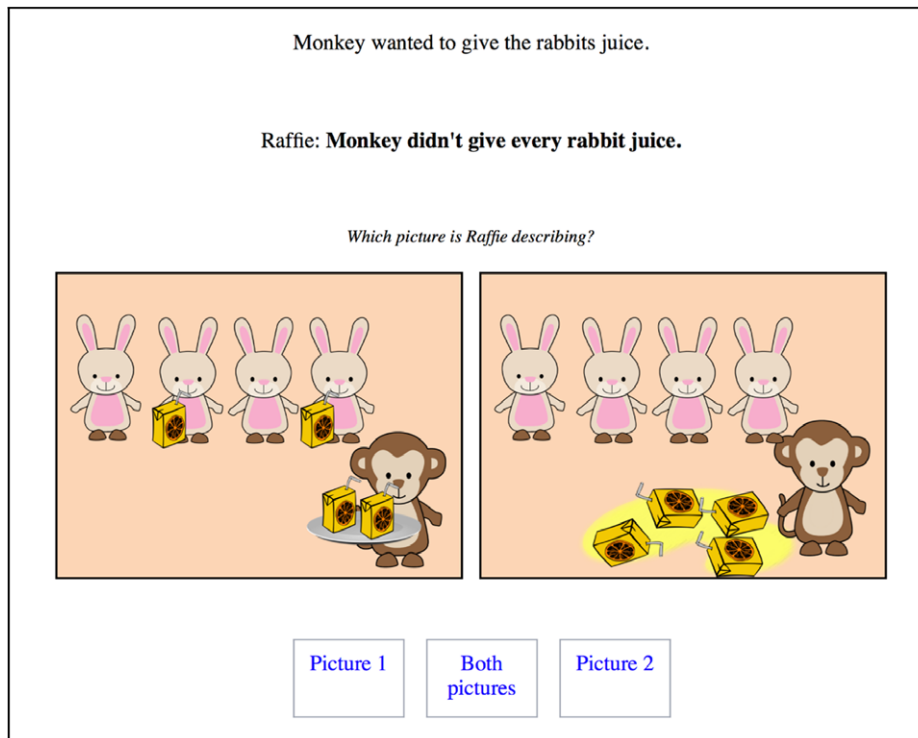 Monkey wanted to give the rabbits juice.
Raffie: Monkey didn't give every rabbit juice.
Which picture is Raffie describing?
Picture 1
Both
pictures
Picture 2